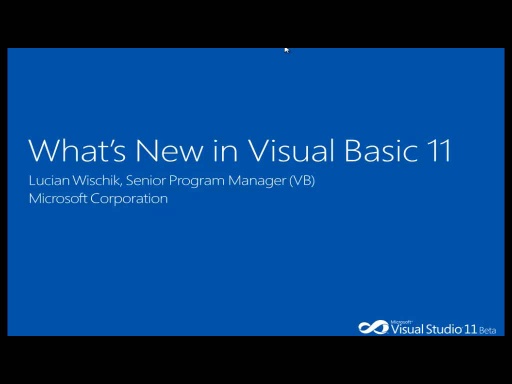 What's New in Visual Basic 11
Lucian Wischik, Senior Program Manager (VB)
Microsoft Corporation
Microsoft
Visual Studio 11 Beta